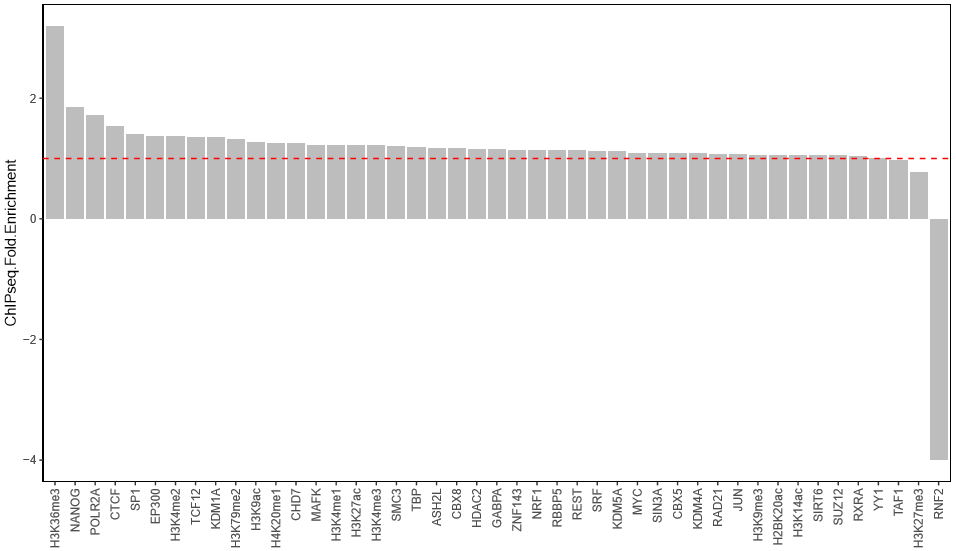 ChIPseq.Fold.Enrichment
2
0
−2
−4
H3K36me3
NANOG
POLR2A
CTCF
SP1
EP300
H3K4me2
TCF12
KDM1A
H3K79me2
H3K9ac
H4K20me1
CHD7
MAFK
H3K4me1
H3K27ac
H3K4me3
SMC3
TBP
ASH2L
CBX8
HDAC2
GABPA
ZNF143
NRF1
RBBP5
REST
SRF
KDM5A
MYC
SIN3A
CBX5
KDM4A
RAD21
JUN
H3K9me3
H2BK20ac
H3K14ac
SIRT6
SUZ12
RXRA
YY1
TAF1
H3K27me3
RNF2